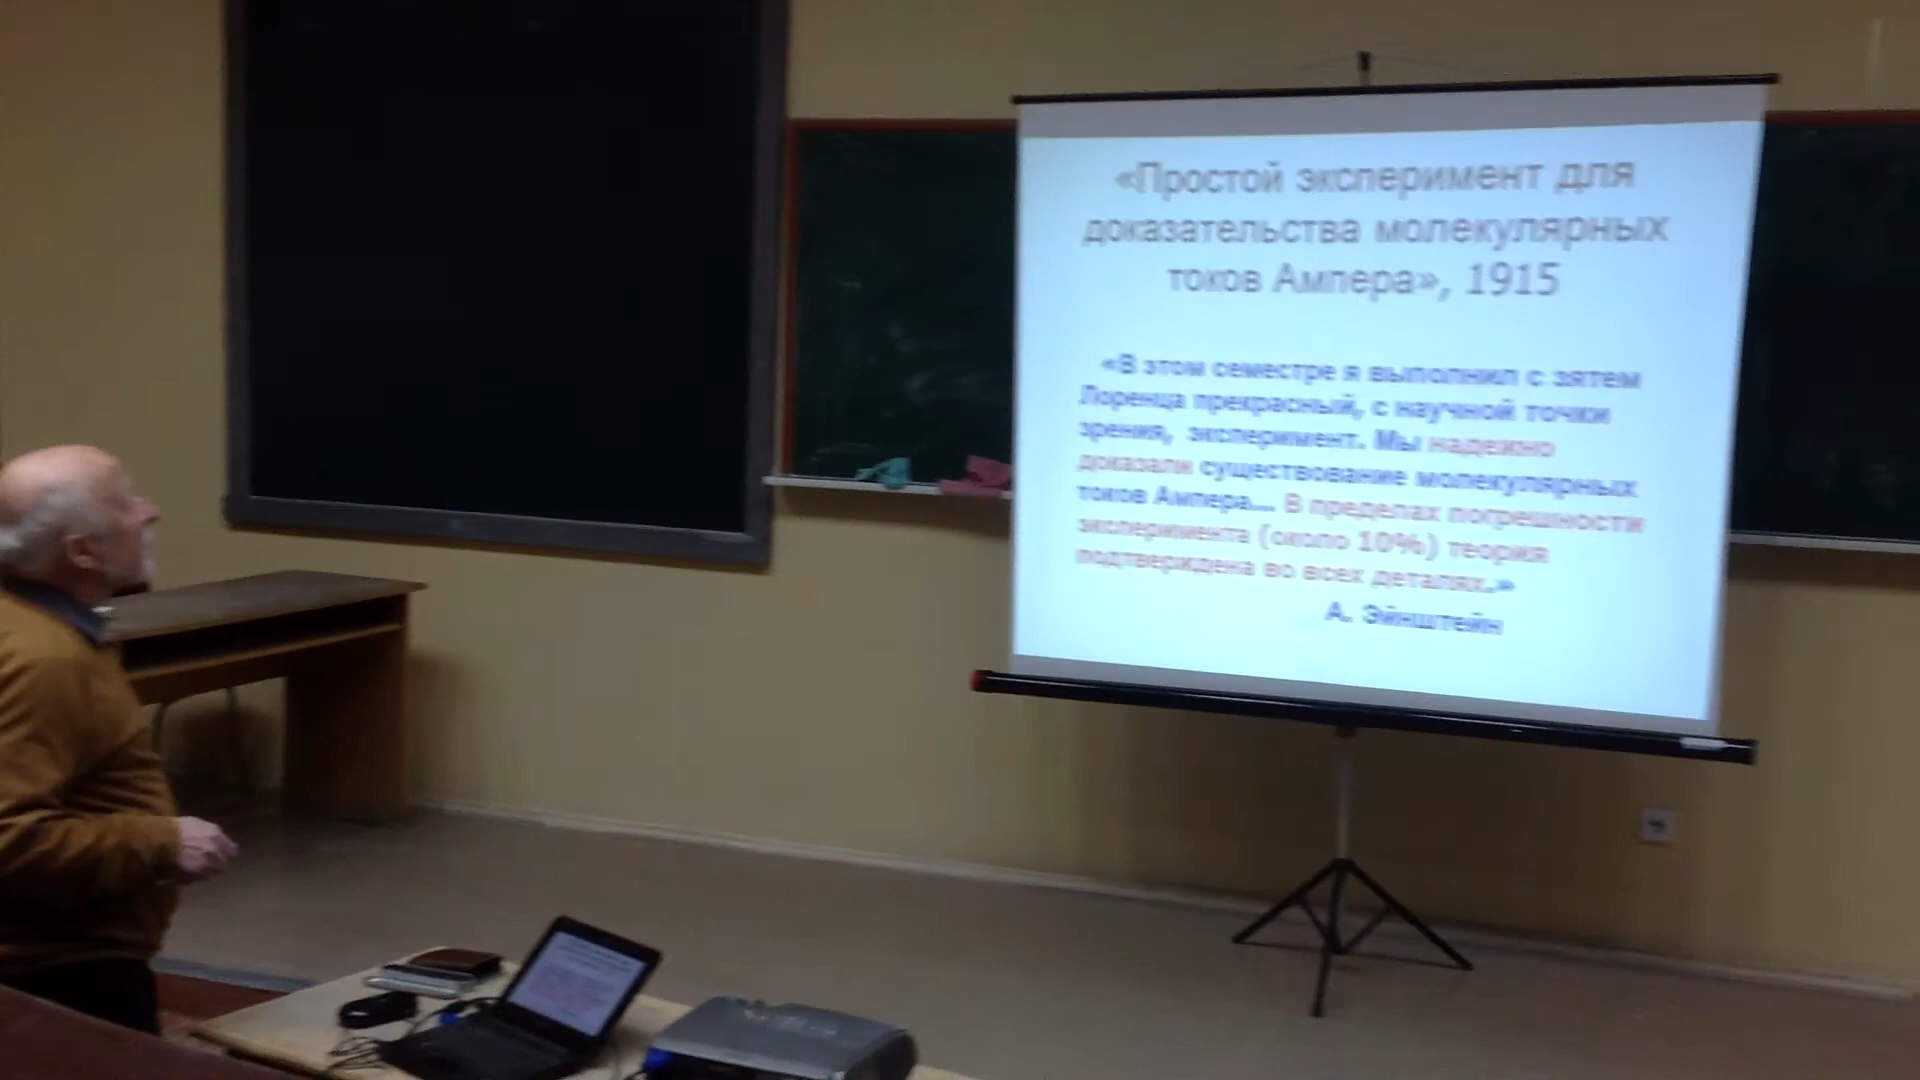 «Простой эксперимент для
доказательства молекулярных
токов Ампера», 1915
«В этом семестре я выполнил с зятем
Лоренца прекрасный, с научной точки
зрения, эксперимент. Мы надежно
доказали существование молекулярных
токов Ампера... В пределах погрешности
эксперимента (около 10%) теория
подтверждена во всех деталях.»
А. Эйнштейн